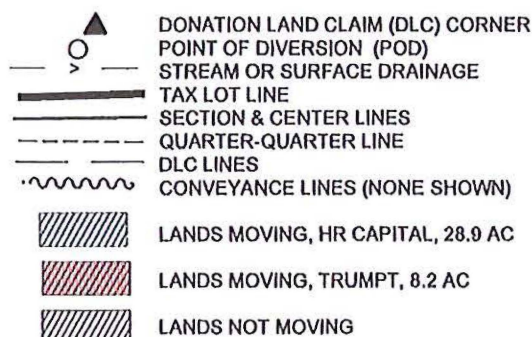 DONATION LAND CLAIM (DLC) CORNER
POINT OF DIVERSION (POD)
STREAM OR SURFACE DRAINAGE
TAX LOT LINE
SECTION & CENTER LINES
QUARTER-QUARTER LINE
DLC LINES
CONVEYANCE LINES (NONE SHOWN)
LANDS MOVING, HR CAPITAL, 28.9 AC
LANDS MOVING, TRUMPT, 8.2 AC
LANDS NOT MOVING